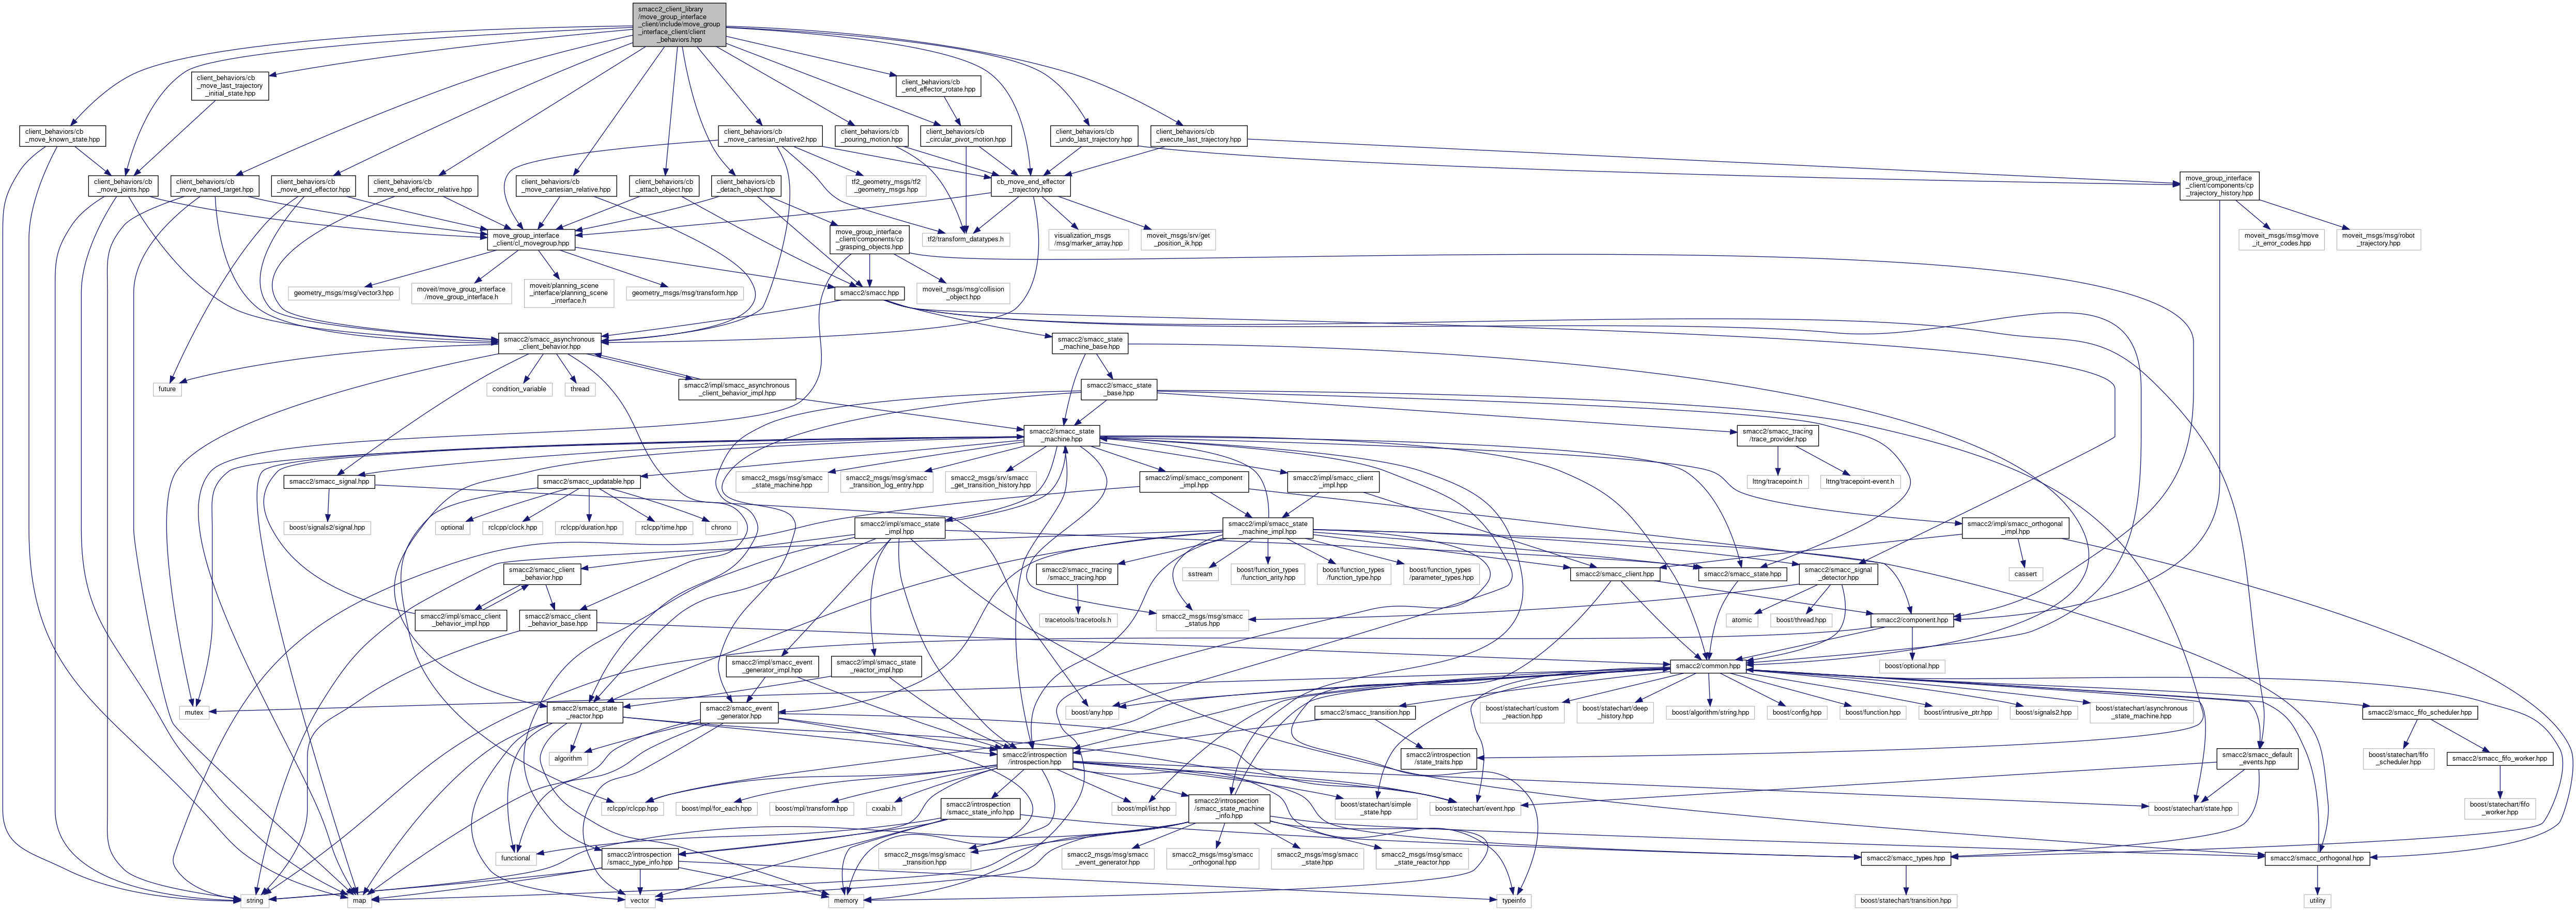 smacc2_client_library
/move_group_interface
_client/include/move_group
_interface_client/client
_behaviors.hpp
client_behaviors/cb
_move_last_trajectory
_initial_state.hpp
client_behaviors/cb
_end_effector_rotate.hpp
client_behaviors/cb
_move_known_state.hpp
client_behaviors/cb
_move_cartesian_relative2.hpp
client_behaviors/cb
_pouring_motion.hpp
client_behaviors/cb
_circular_pivot_motion.hpp
client_behaviors/cb
_undo_last_trajectory.hpp
client_behaviors/cb
_execute_last_trajectory.hpp
client_behaviors/cb
_move_joints.hpp
client_behaviors/cb
_move_named_target.hpp
client_behaviors/cb
_move_end_effector.hpp
client_behaviors/cb
_move_end_effector_relative.hpp
client_behaviors/cb
_move_cartesian_relative.hpp
client_behaviors/cb
_attach_object.hpp
client_behaviors/cb
_detach_object.hpp
tf2_geometry_msgs/tf2
_geometry_msgs.hpp
cb_move_end_effector
_trajectory.hpp
move_group_interface
_client/components/cp
_trajectory_history.hpp
move_group_interface
_client/cl_movegroup.hpp
move_group_interface
_client/components/cp
_grasping_objects.hpp
tf2/transform_datatypes.h
visualization_msgs
/msg/marker_array.hpp
moveit_msgs/srv/get
_position_ik.hpp
moveit_msgs/msg/move
_it_error_codes.hpp
moveit_msgs/msg/robot
_trajectory.hpp
geometry_msgs/msg/vector3.hpp
moveit/move_group_interface
/move_group_interface.h
moveit/planning_scene
_interface/planning_scene
_interface.h
geometry_msgs/msg/transform.hpp
smacc2/smacc.hpp
moveit_msgs/msg/collision
_object.hpp
smacc2/smacc_asynchronous
_client_behavior.hpp
smacc2/smacc_state
_machine_base.hpp
future
condition_variable
thread
smacc2/impl/smacc_asynchronous
_client_behavior_impl.hpp
smacc2/smacc_state
_base.hpp
smacc2/smacc_state
_machine.hpp
smacc2/smacc_tracing
/trace_provider.hpp
smacc2/smacc_signal.hpp
smacc2/smacc_updatable.hpp
smacc2_msgs/msg/smacc
_state_machine.hpp
smacc2_msgs/msg/smacc
_transition_log_entry.hpp
smacc2_msgs/srv/smacc
_get_transition_history.hpp
smacc2/impl/smacc_component
_impl.hpp
smacc2/impl/smacc_client
_impl.hpp
lttng/tracepoint.h
lttng/tracepoint-event.h
boost/signals2/signal.hpp
optional
rclcpp/clock.hpp
rclcpp/duration.hpp
rclcpp/time.hpp
chrono
smacc2/impl/smacc_state
_impl.hpp
smacc2/impl/smacc_state
_machine_impl.hpp
smacc2/impl/smacc_orthogonal
_impl.hpp
smacc2/smacc_client
_behavior.hpp
smacc2/smacc_tracing
/smacc_tracing.hpp
sstream
boost/function_types
/function_arity.hpp
boost/function_types
/function_type.hpp
boost/function_types
/parameter_types.hpp
smacc2/smacc_client.hpp
smacc2/smacc_state.hpp
smacc2/smacc_signal
_detector.hpp
cassert
smacc2/impl/smacc_client
_behavior_impl.hpp
smacc2/smacc_client
_behavior_base.hpp
tracetools/tracetools.h
smacc2_msgs/msg/smacc
_status.hpp
atomic
boost/thread.hpp
smacc2/component.hpp
smacc2/impl/smacc_event
_generator_impl.hpp
smacc2/impl/smacc_state
_reactor_impl.hpp
smacc2/common.hpp
boost/optional.hpp
mutex
smacc2/smacc_state
_reactor.hpp
smacc2/smacc_event
_generator.hpp
boost/any.hpp
smacc2/smacc_transition.hpp
boost/statechart/custom
_reaction.hpp
boost/statechart/deep
_history.hpp
boost/algorithm/string.hpp
boost/config.hpp
boost/function.hpp
boost/intrusive_ptr.hpp
boost/signals2.hpp
boost/statechart/asynchronous
_state_machine.hpp
smacc2/smacc_fifo_scheduler.hpp
algorithm
smacc2/introspection
/introspection.hpp
smacc2/introspection
/state_traits.hpp
smacc2/smacc_default
_events.hpp
boost/statechart/fifo
_scheduler.hpp
smacc2/smacc_fifo_worker.hpp
rclcpp/rclcpp.hpp
boost/mpl/for_each.hpp
boost/mpl/transform.hpp
cxxabi.h
smacc2/introspection
/smacc_state_info.hpp
boost/mpl/list.hpp
smacc2/introspection
/smacc_state_machine
_info.hpp
boost/statechart/simple
_state.hpp
boost/statechart/event.hpp
boost/statechart/state.hpp
boost/statechart/fifo
_worker.hpp
functional
smacc2/introspection
/smacc_type_info.hpp
smacc2_msgs/msg/smacc
_transition.hpp
smacc2_msgs/msg/smacc
_event_generator.hpp
smacc2_msgs/msg/smacc
_orthogonal.hpp
smacc2_msgs/msg/smacc
_state.hpp
smacc2_msgs/msg/smacc
_state_reactor.hpp
smacc2/smacc_types.hpp
smacc2/smacc_orthogonal.hpp
string
map
vector
memory
typeinfo
boost/statechart/transition.hpp
utility